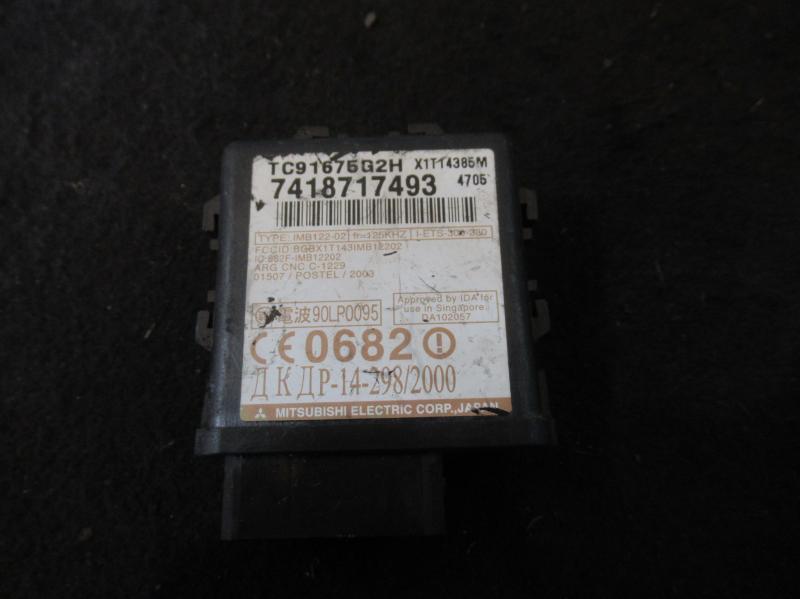 TC91675G2H X1T14385M
7418717493 4705
TYPE: IMB122-02 fr=125KHZ I-ETS-300-330
FCCID BGBX1T143IMB12202
IC:882F-IMB12202
ARG CNC C-1229
01507 / POSTEL / 2003
電波90LP0095
Approved by IDA for
use in Singapore
DA102057
CE0682
Д К ДР-14-298/2000
MITSUBISHI ELECTRIC CORP.,JAPAN